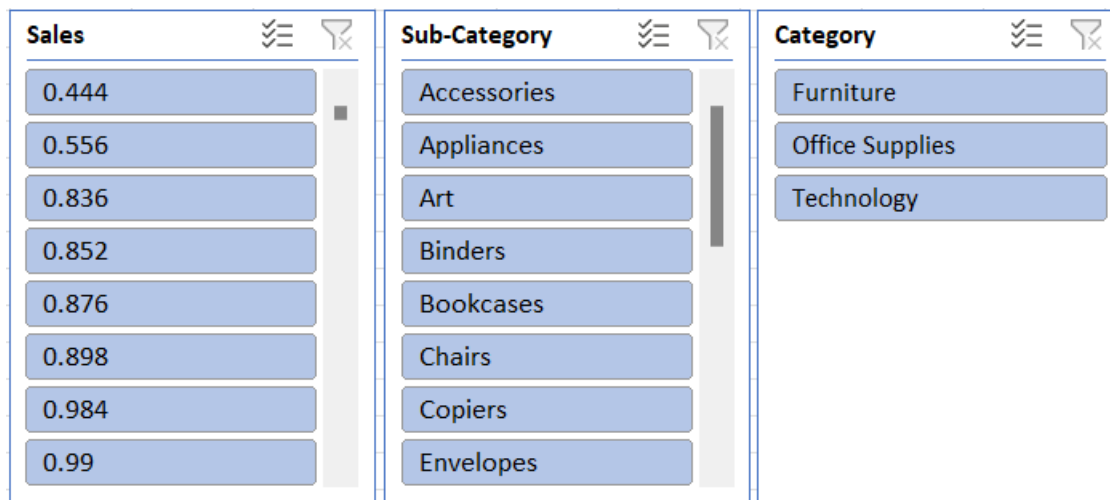 Sales
0.444
0.556
0.836
0.852
0.876
0.898
0.984
0.99
Sub-Category
Accessories
Appliances
Art
Binders
Bookcases
Chairs
Copiers
Envelopes
Category
Furniture
Office Supplies
Technology